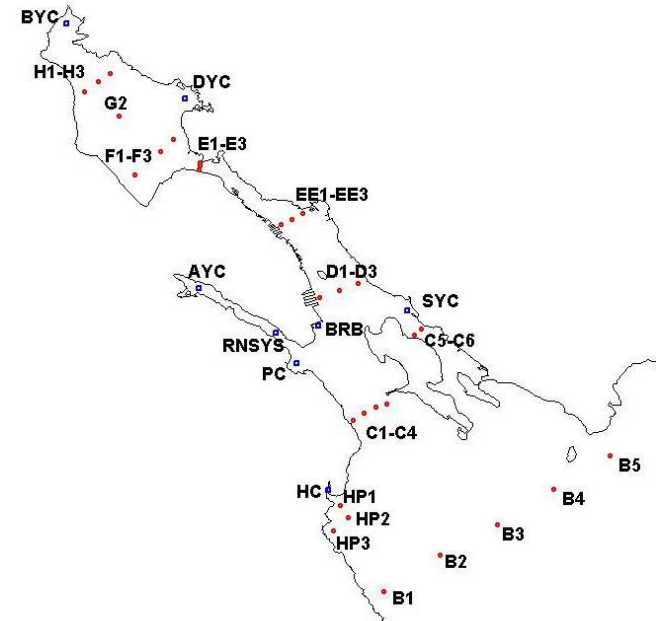 BYC
H1-H3
DYC
G2
E1-E3
F1-F3
EE1-EE3
AYC
D1-D3
SYC
BRB
RNSYS
C5-C6
PC
C1-C4
B5
HC
HP1
B4
HP2
B3
HP3
B2
B1